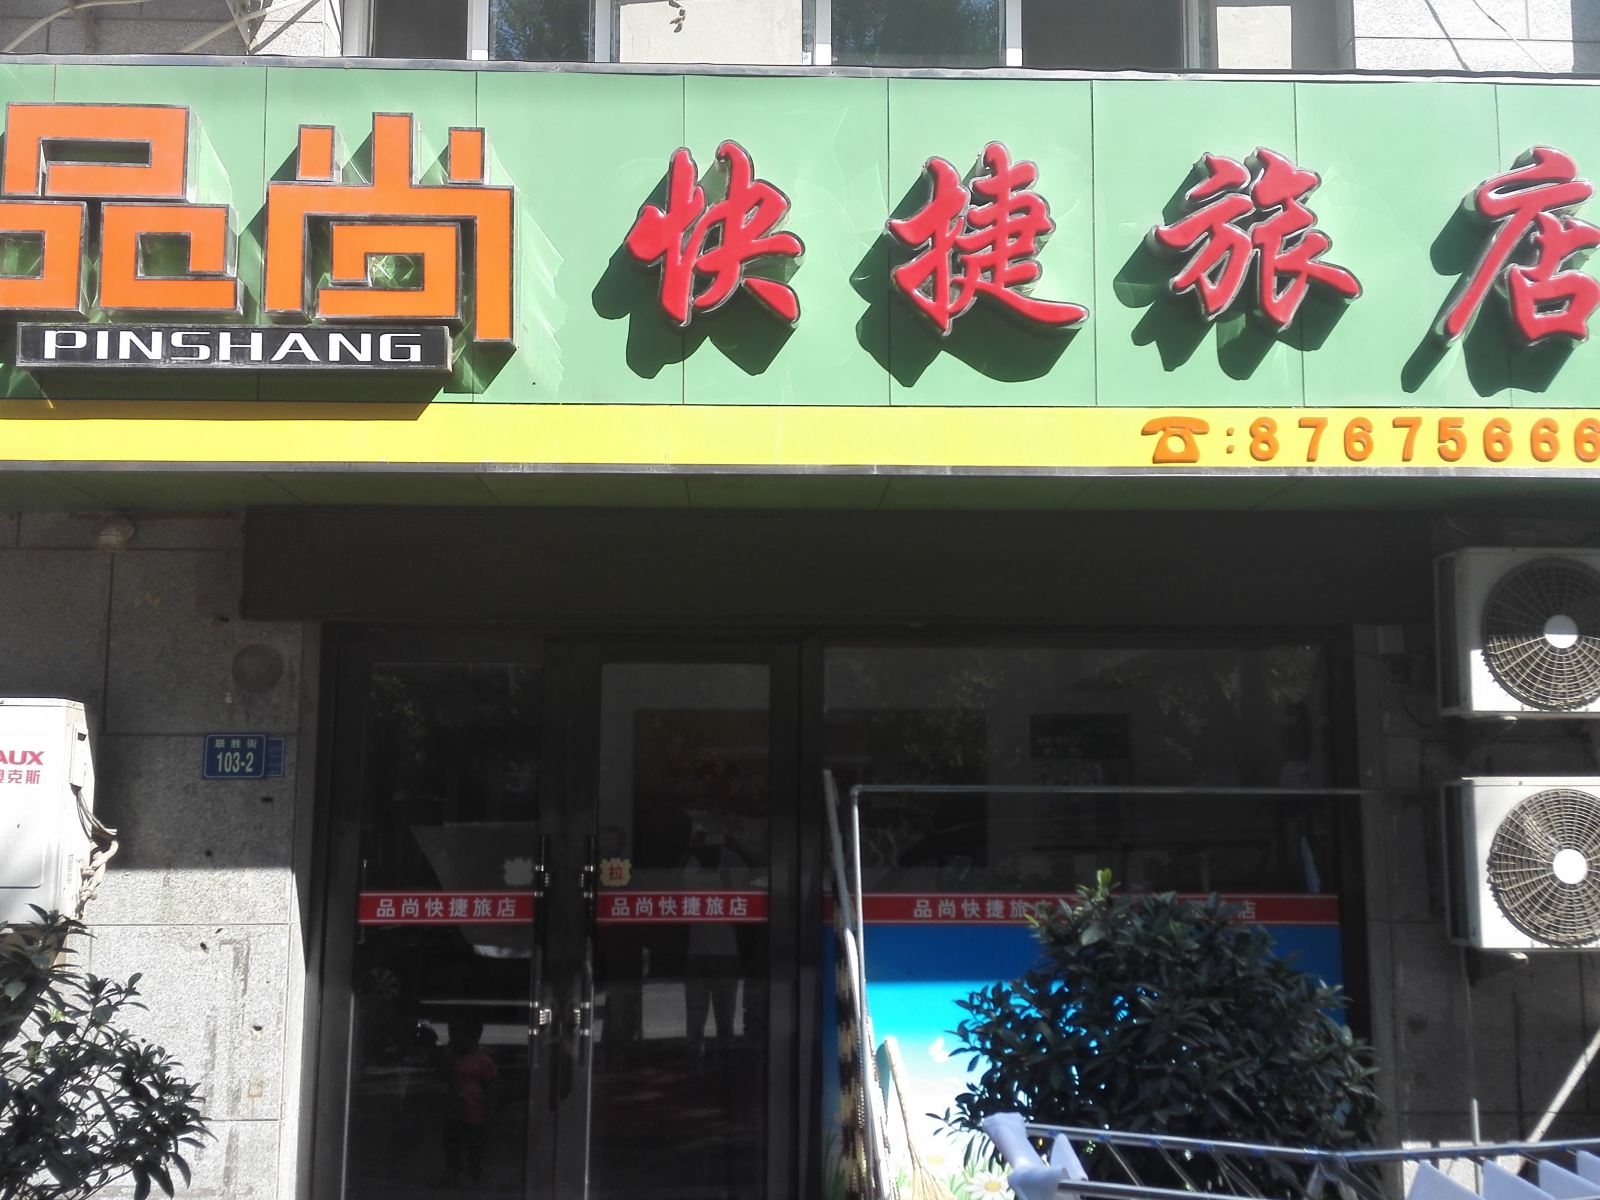 品尚 快捷旅店
PINSHANG
:87675666
联胜街
103-2
AUX
奥克斯
拉
品尚快捷旅店
品尚快捷旅店
品尚快捷旅店
店